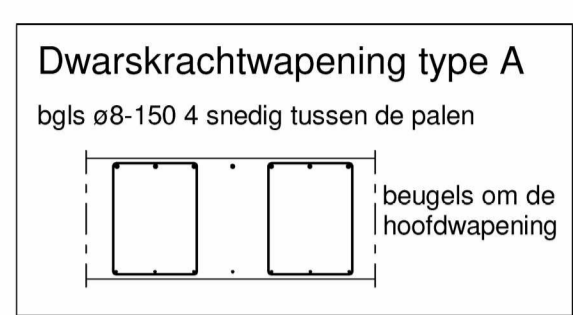 Dwarskrachtwapening type A
bgls ø8-150 4 snedig tussen de palen
beugels om de
hoofdwapening